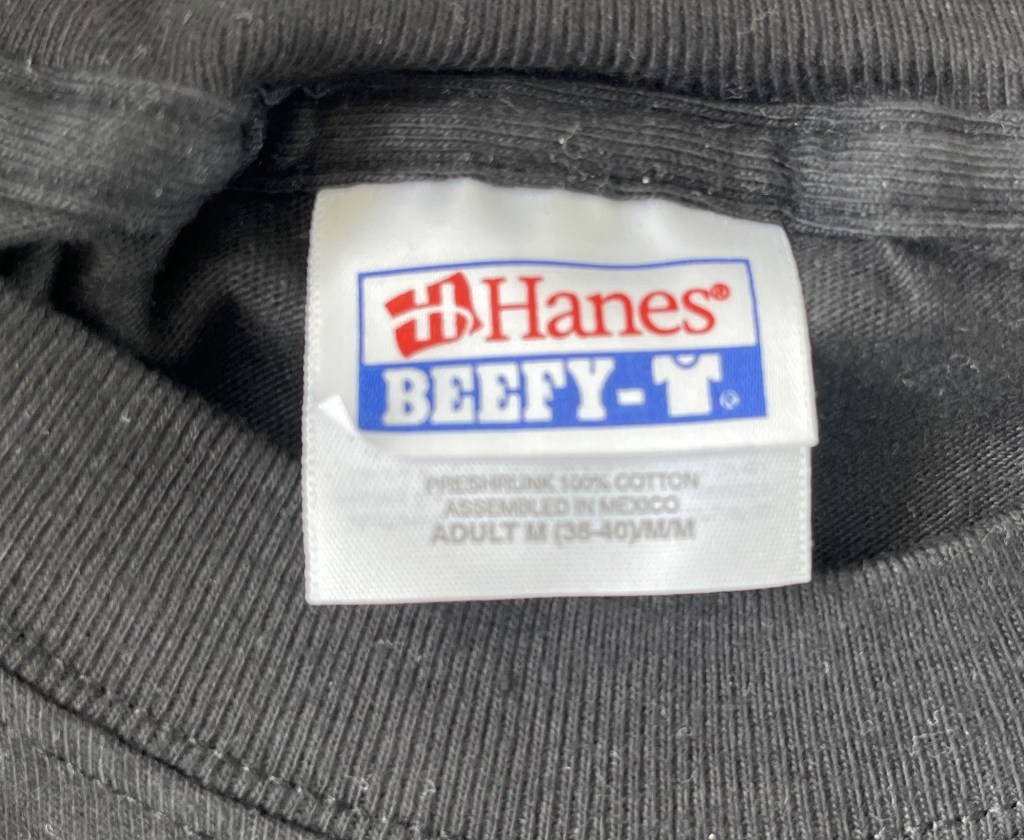 Hanes®
BEEFY-T®
PRESHRUNK 100% COTTON
ASSEMBLED IN MEXICO
ADULT M (38-40)/M/M